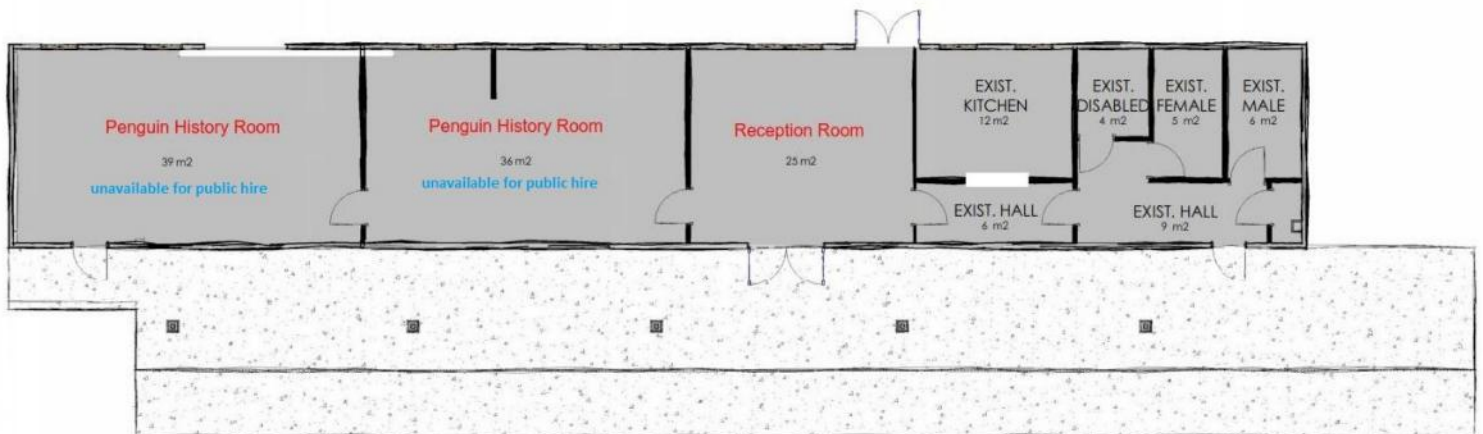 Penguin History Room
39 m2
unavailable for public hire
Penguin History Room
36 m2
unavailable for public hire
Reception Room
25 m2
EXIST.
KITCHEN
12 m2
EXIST.
DISABLED
4 m2
EXIST.
FEMALE
5 m2
EXIST.
MALE
6 m2
EXIST. HALL
6 m2
EXIST. HALL
9 m2